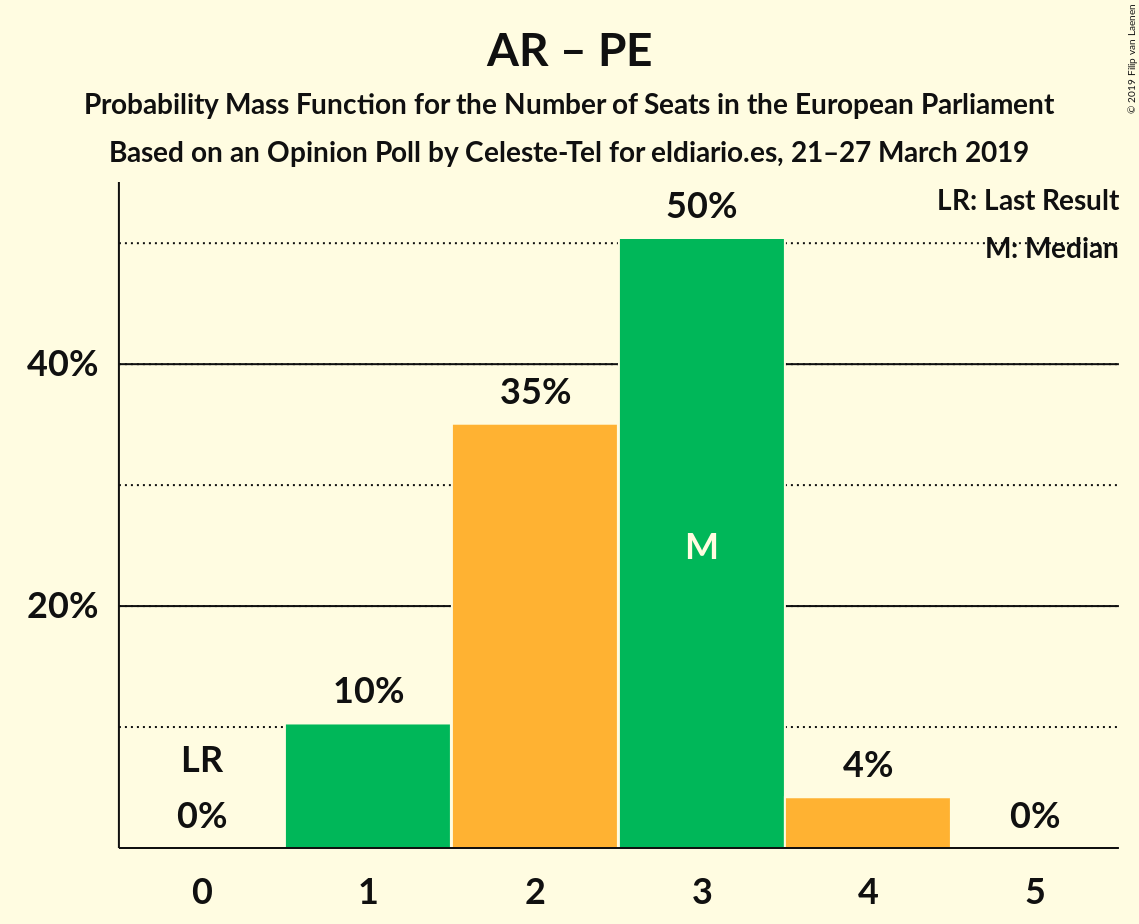 AR – PE
Probability Mass Function for the Number of Seats in the European Parliament
Based on an Opinion Poll by Celeste-Tel for eldiario.es, 21–27 March 2019
© 2019 Filip van Laenen
LR: Last Result
M: Median
50%
40%
35%
M
20%
10%
LR
4%
0%
0%
0 1 2 3 4 5